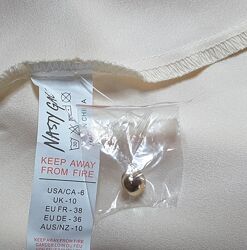 NASTY GAL
KEEP AWAY
FROM FIRE
USA/CA -6
UK -10
EU FR - 38
EU DE - 36
AUS/NZ -10
KEEP AWAY FROM FIRE